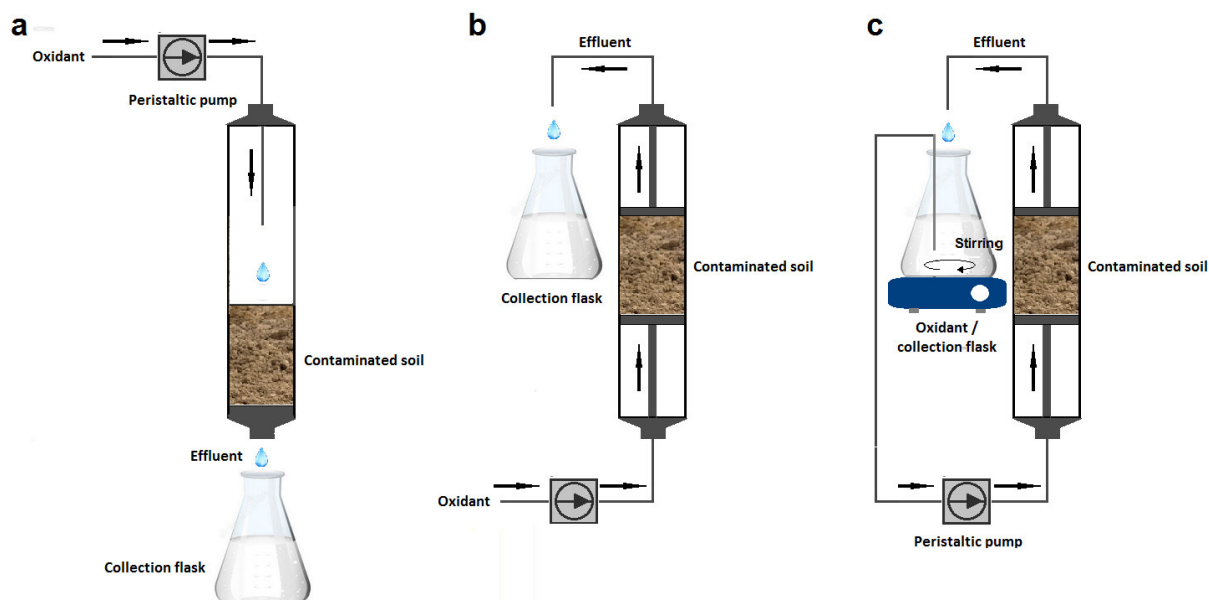 a
Oxidant
Peristaltic pump
Contaminated soil
Effluent
Collection flask
b
Effluent
Contaminated soil
Collection flask
Oxidant
c
Effluent
Stirring
Contaminated soil
Oxidant /
collection flask
Peristaltic pump